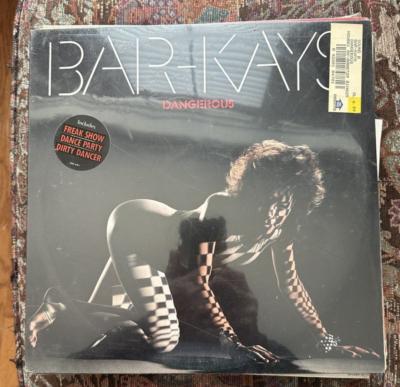 BAR-KAYS
DANGEROUS
Includes
FREAK SHOW
DANCE PARTY
DIRTY DANCER